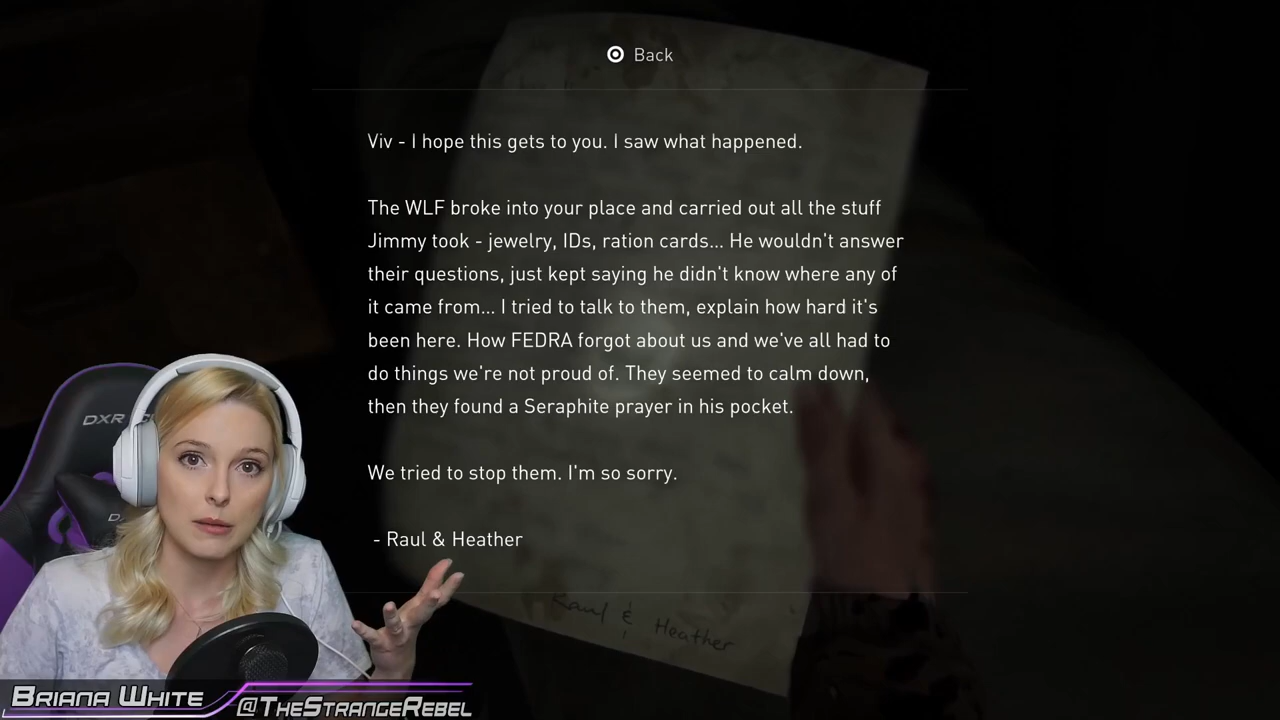 Back
Viv - I hope this gets to you. I saw what happened.
The WLF broke into your place and carried out all the stuff
Jimmy took - jewelry, IDs, ration cards... He wouldn't answer
their questions, just kept saying he didn't know where any of
it came from... I tried to talk to them, explain how hard it's
been here. How FEDRA forgot about us and we've all had to
do things we're not proud of. They seemed to calm down,
then they found a Seraphite prayer in his pocket.
We tried to stop them. I'm so sorry.
- Raul & Heather
Raul & Heather
DXR
BRIANA WHITE
@THESTRANGEREBEL